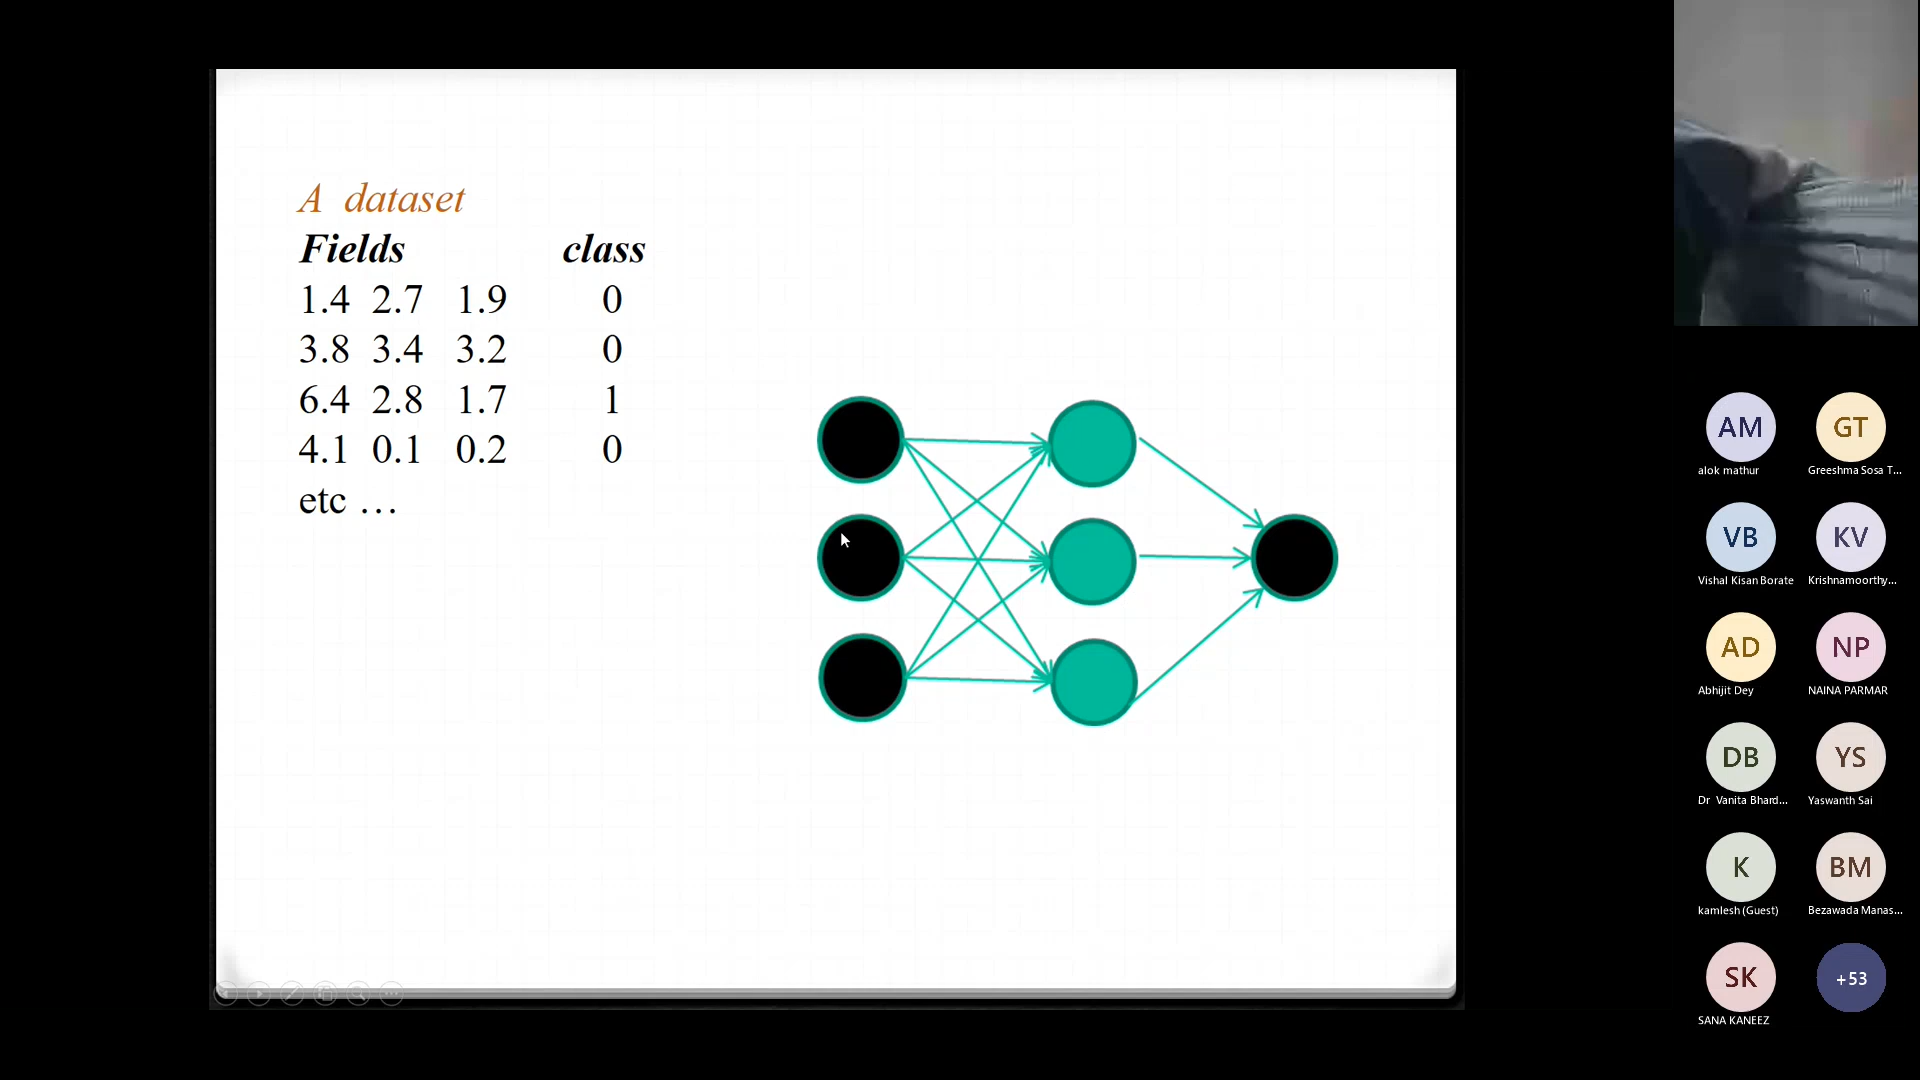 A dataset
Fields class
1.4 2.7 1.9 0
3.8 3.4 3.2 0
6.4 2.8 1.7 1
4.1 0.1 0.2 0
etc …
AM GT
alok mathur Greeshma Sosa T...
VB KV
Vishal Kisan Borate Krishnamoorthy...
AD NP
Abhijit Dey NAINA PARMAR
DB YS
Dr Vanita Bhard... Yaswanth Sai
K BM
kamlesh (Guest) Bezawada Manas...
SK +53
SANA KANEEZ